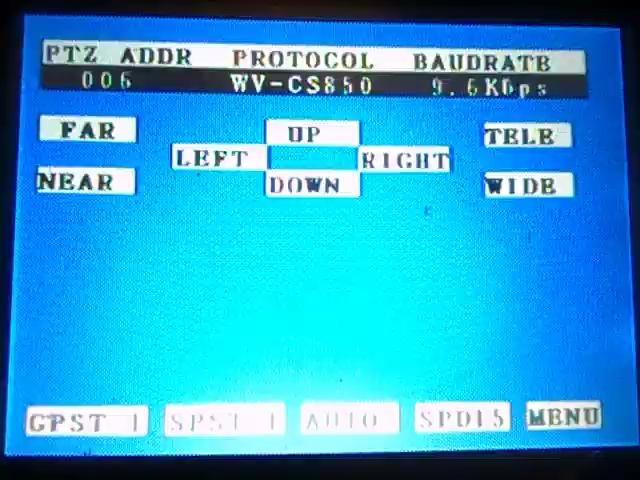 PTZ ADDR PROTOCOL BAUDRATE
006 WV-CS850 9.6Kbps
FAR UP TELE
LEFT RIGHT
NEAR DOWN WIDE
GPST 1 SPST 1 AUTO SPD15 MENU